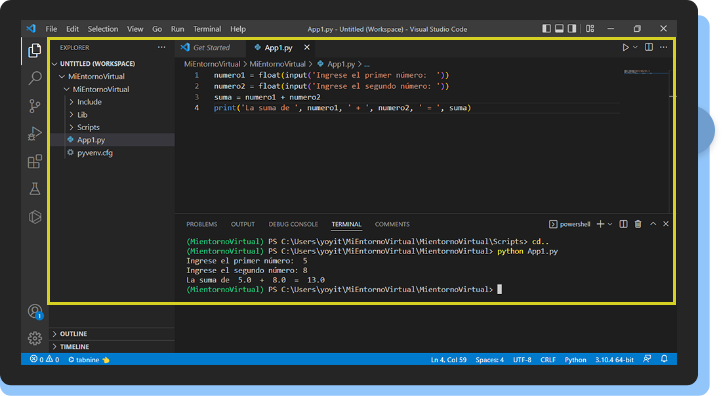 File Edit Selection View Go Run Terminal Help App1.py - Untitled (Workspace) - Visual Studio Code
EXPLORER
Get Started App1.py
UNTITLED (WORKSPACE)
MiEntornoVirtual
MiEntornoVirtual
Include
Lib
Scripts
App1.py
pyvenv.cfg
OUTLINE
TIMELINE
MiEntornoVirtual > MiEntornoVirtual > App1.py > ...
1 numero1 = float(input('Ingrese el primer número:  '))
2 numero2 = float(input('Ingrese el segundo número: '))
3 suma = numero1 + numero2
4 print('La suma de ', numero1, ' + ', numero2, ' = ', suma)
PROBLEMS OUTPUT DEBUG CONSOLE TERMINAL COMMENTS powershell
(MientornoVirtual) PS C:\Users\yoyit\MiEntornoVirtual\MientornoVirtual\Scripts> cd..
(MientornoVirtual) PS C:\Users\yoyit\MiEntornoVirtual\MientornoVirtual> python App1.py
Ingrese el primer número:  5
Ingrese el segundo número: 8
La suma de  5.0  +  8.0  =  13.0
(MientornoVirtual) PS C:\Users\yoyit\MiEntornoVirtual\MientornoVirtual>
1
0 0 tabnine Ln 4, Col 59 Spaces: 4 UTF-8 CRLF Python 3.10.4 64-bit